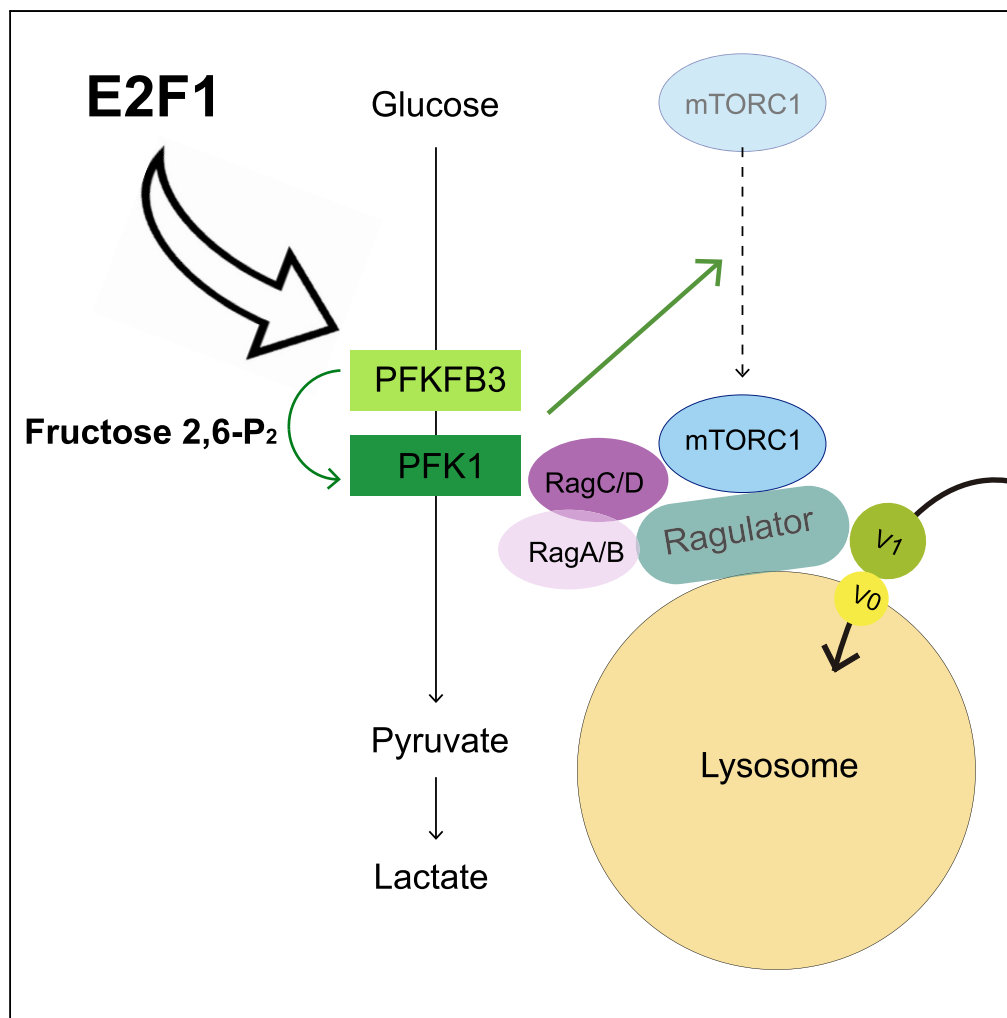 E2F1
Glucose
mTORC1
PFKFB3
Fructose 2,6-P₂
PFK1
mTORC1
RagC/D
RagA/B
Ragulator
V1
V0
Pyruvate
Lysosome
Lactate